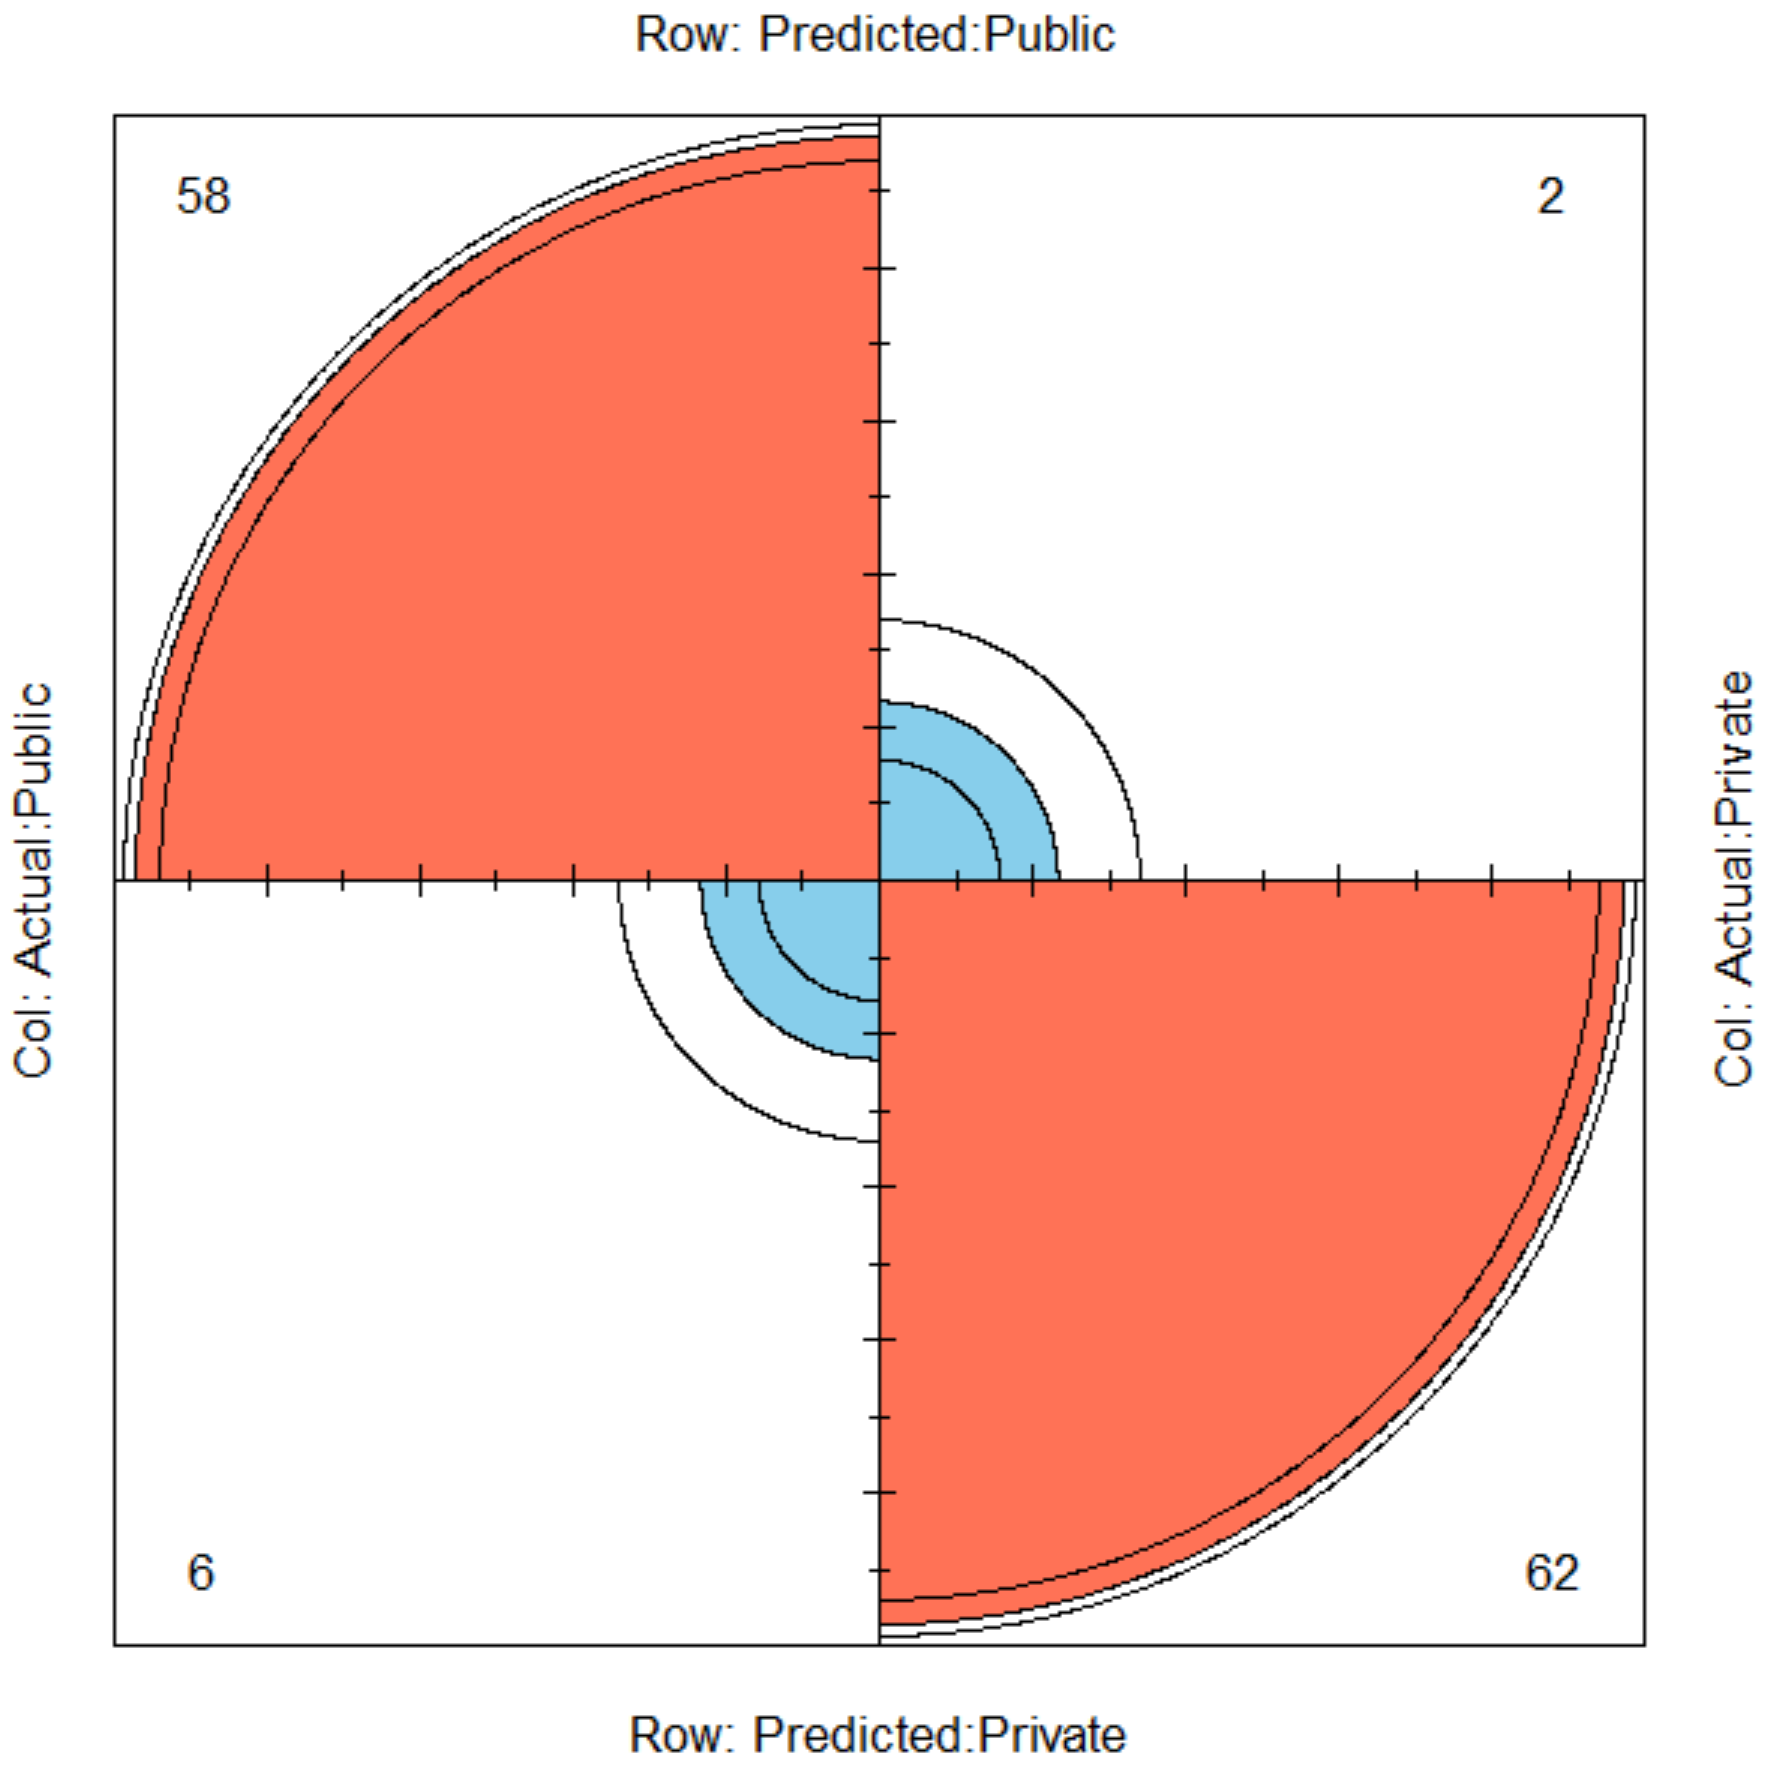 Row: Predicted:Public
58
2
Col: Actual:Public
Col: Actual:Private
6
62
Row: Predicted:Private